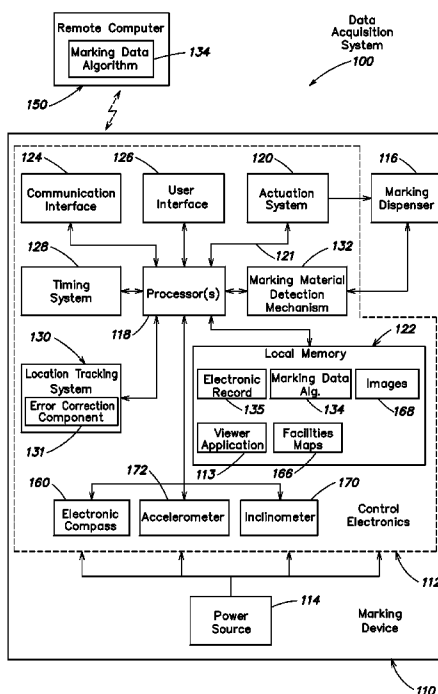 Remote Computer
Marking Data
Algorithm
134
150
Data
Acquisition
System
100
124
126
120
116
Communication
Interface
User
Interface
Actuation
System
Marking
Dispenser
121
128
132
Timing
System
Processor(s)
118
Marking Material
Detection
Mechanism
130
122
Location Tracking
System
Error Correction
Component
131
Local Memory
Electronic
Record
135
Marking Data
Alg.
134
Images
168
Viewer
Application
113
Facilities
Maps
166
172
160
170
Electronic
Compass
Accelerometer
Inclinometer
Control
Electronics
112
114
Power
Source
Marking
Device
110